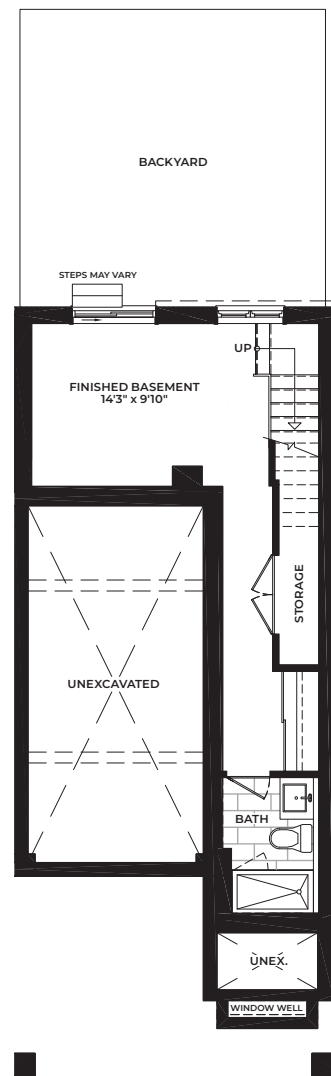 BACKYARD
STEPS MAY VARY
UP
FINISHED BASEMENT
14'3" x 9'10"
STORAGE
UNEXCAVATED
BATH
UNEX.
WINDOW WELL